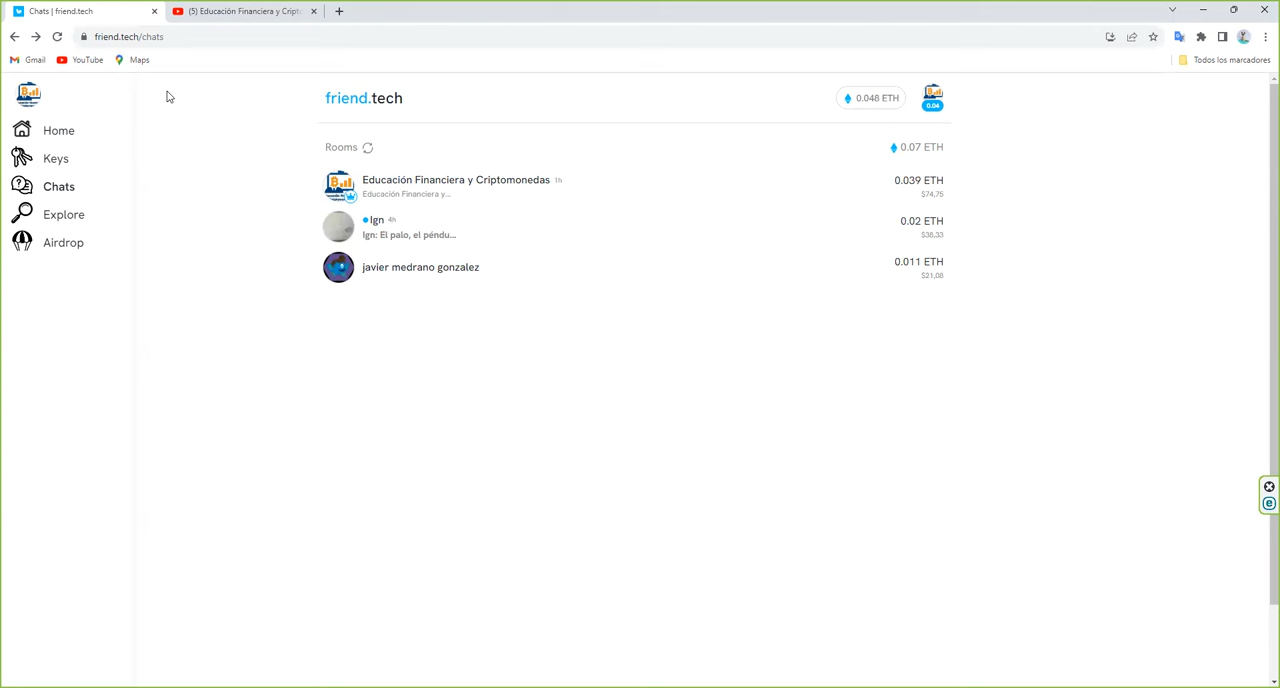 Chats | friend.tech
(5) Educación Financiera y Cripto
friend.tech/chats
Gmail
YouTube
Maps
Todos los marcadores
Home
Keys
Chats
Explore
Airdrop
friend.tech
0.048 ETH
0.04
Rooms
0.07 ETH
Educación Financiera y Criptomonedas 1h
Educación Financiera y...
0.039 ETH
$74,75
Ign 4h
Ign: El palo, el péndu...
0.02 ETH
$38,33
javier medrano gonzalez
0.011 ETH
$21,08